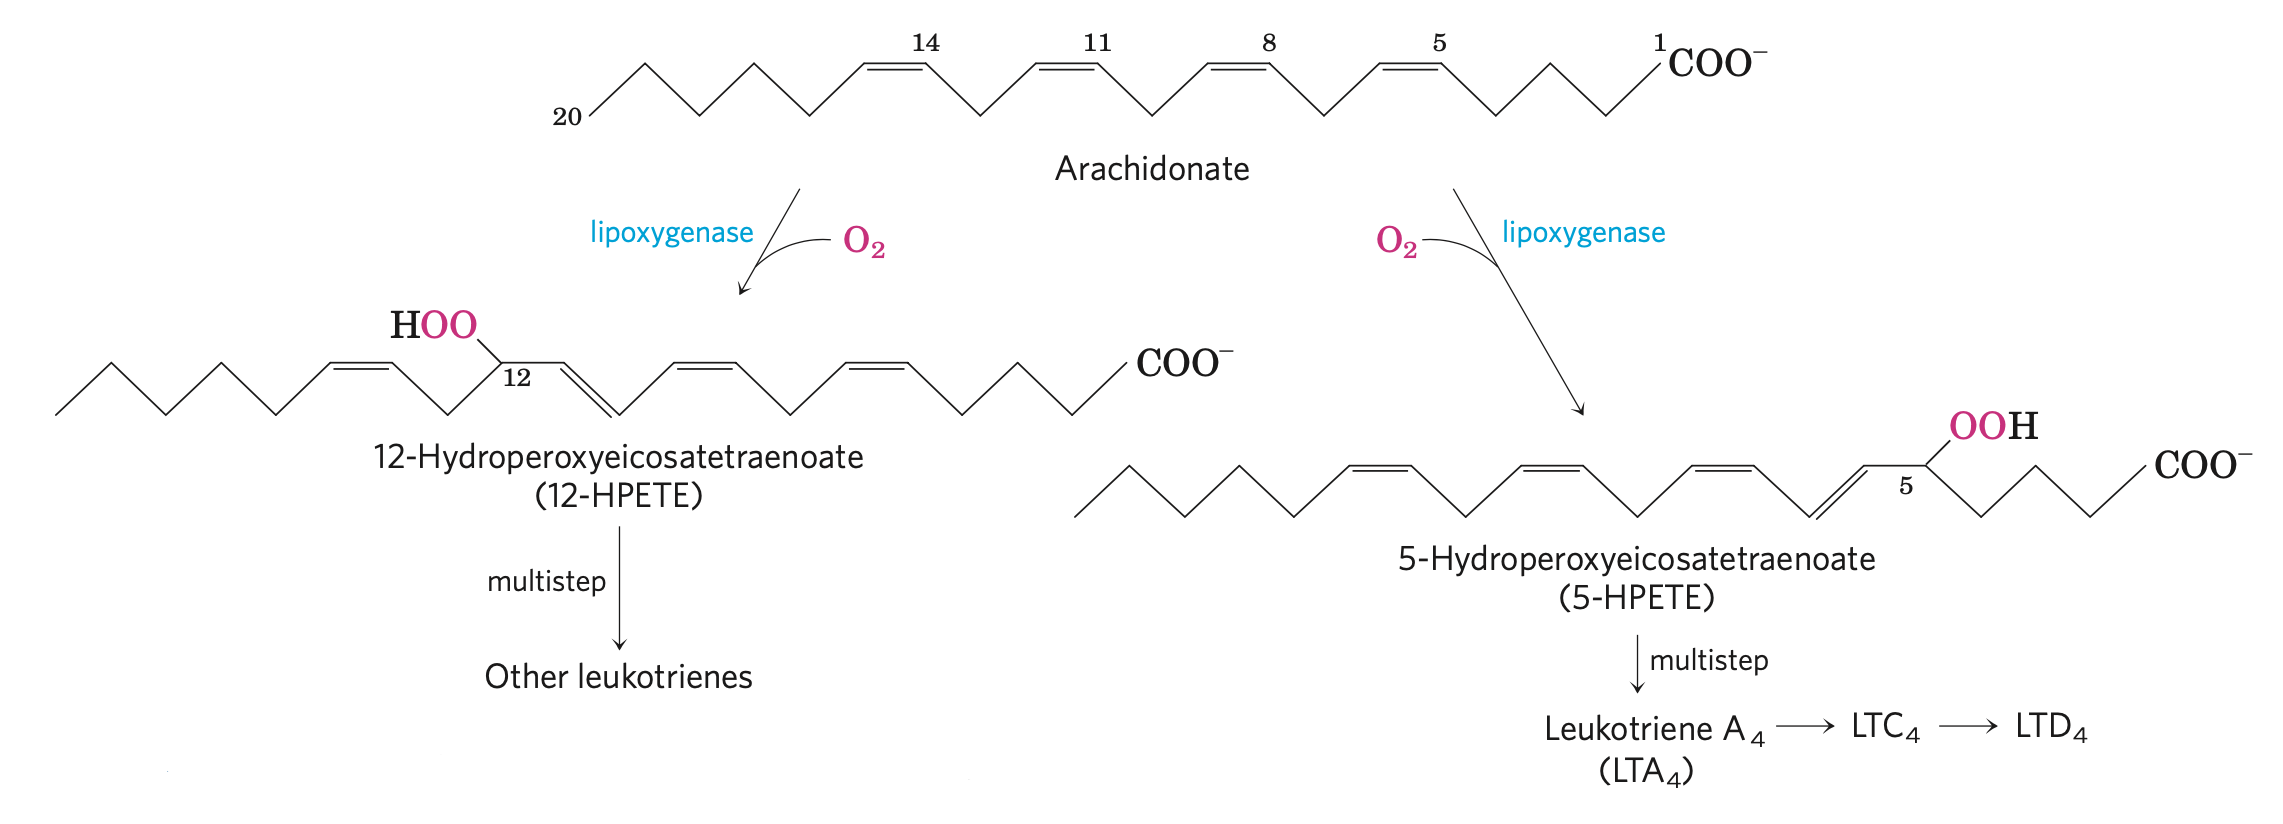 14 11 8 5 1
COO⁻
20
Arachidonate
lipoxygenase O₂
O₂ lipoxygenase
HOO
12
COO⁻
12-Hydroperoxyeicosatetraenoate
(12-HPETE)
multistep
Other leukotrienes
OOH
5
COO⁻
5-Hydroperoxyeicosatetraenoate
(5-HPETE)
multistep
Leukotriene A₄ → LTC₄ → LTD₄
(LTA₄)